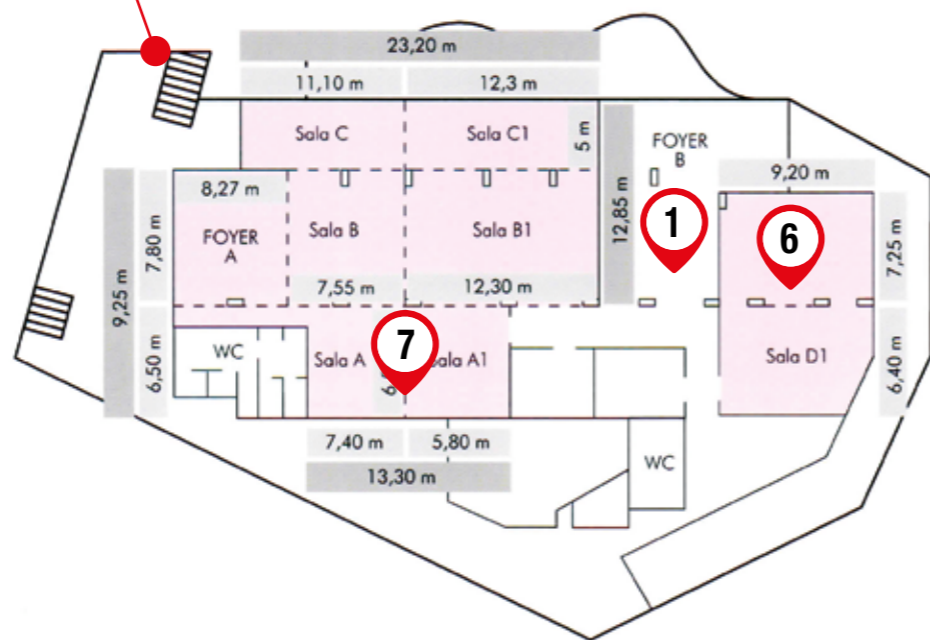 23,20 m
11,10 m
12,3 m
Sala C
Sala C1
5 m
FOYER
B
9,20 m
8,27 m
12,85 m
1
6
7,25 m
FOYER
A
Sala B
Sala B1
7,80 m
9,25 m
7,55 m
12,30 m
WC
Sala A
7
Sala A1
Sala D1
6,50 m
6,40 m
7,40 m
5,80 m
13,30 m
WC